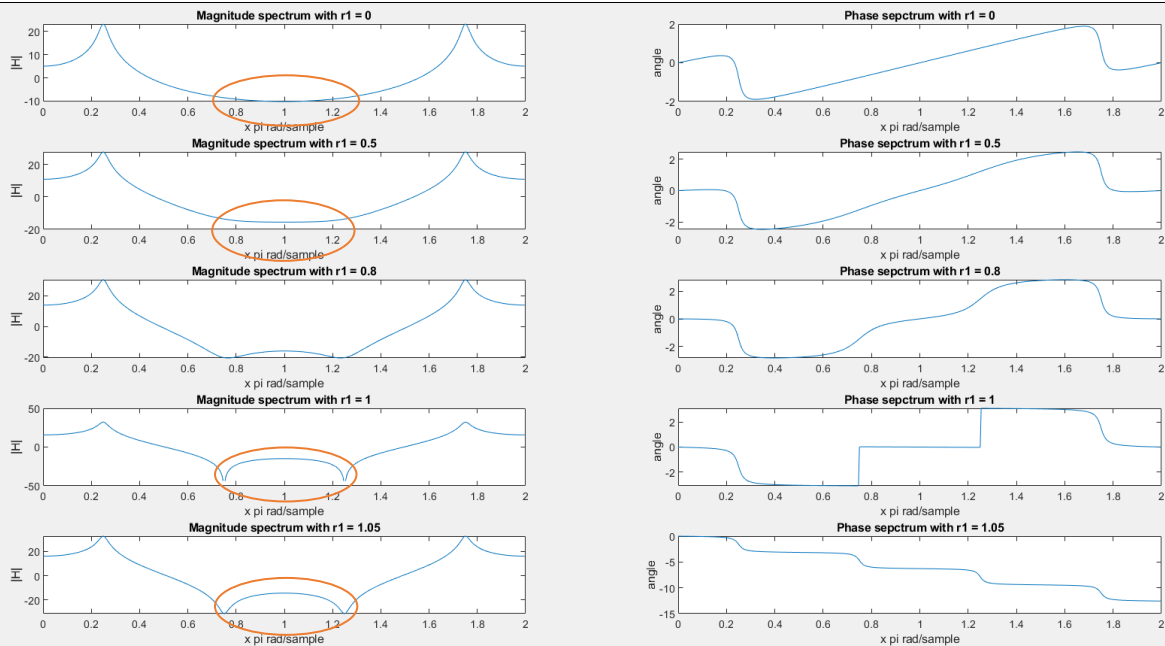 Magnitude spectrum with r1 = 0
20
10
0
-10
|H|
0 0.2 0.4 0.6 0.8 1 1.2 1.4 1.6 1.8 2
x pi rad/sample
Phase sepctrum with r1 = 0
2
0
-2
angle
0 0.2 0.4 0.6 0.8 1 1.2 1.4 1.6 1.8 2
x pi rad/sample
Magnitude spectrum with r1 = 0.5
20
0
-20
|H|
0 0.2 0.4 0.6 0.8 1 1.2 1.4 1.6 1.8 2
x pi rad/sample
Phase sepctrum with r1 = 0.5
2
0
-2
angle
0 0.2 0.4 0.6 0.8 1 1.2 1.4 1.6 1.8 2
x pi rad/sample
Magnitude spectrum with r1 = 0.8
20
0
-20
|H|
0 0.2 0.4 0.6 0.8 1 1.2 1.4 1.6 1.8 2
x pi rad/sample
Phase sepctrum with r1 = 0.8
2
0
-2
angle
0 0.2 0.4 0.6 0.8 1 1.2 1.4 1.6 1.8 2
x pi rad/sample
Magnitude spectrum with r1 = 1
50
0
-50
|H|
0 0.2 0.4 0.6 0.8 1 1.2 1.4 1.6 1.8 2
x pi rad/sample
Phase sepctrum with r1 = 1
2
0
-2
angle
0 0.2 0.4 0.6 0.8 1 1.2 1.4 1.6 1.8 2
x pi rad/sample
Magnitude spectrum with r1 = 1.05
20
0
-20
|H|
0 0.2 0.4 0.6 0.8 1 1.2 1.4 1.6 1.8 2
x pi rad/sample
Phase sepctrum with r1 = 1.05
0
-5
-10
-15
angle
0 0.2 0.4 0.6 0.8 1 1.2 1.4 1.6 1.8 2
x pi rad/sample